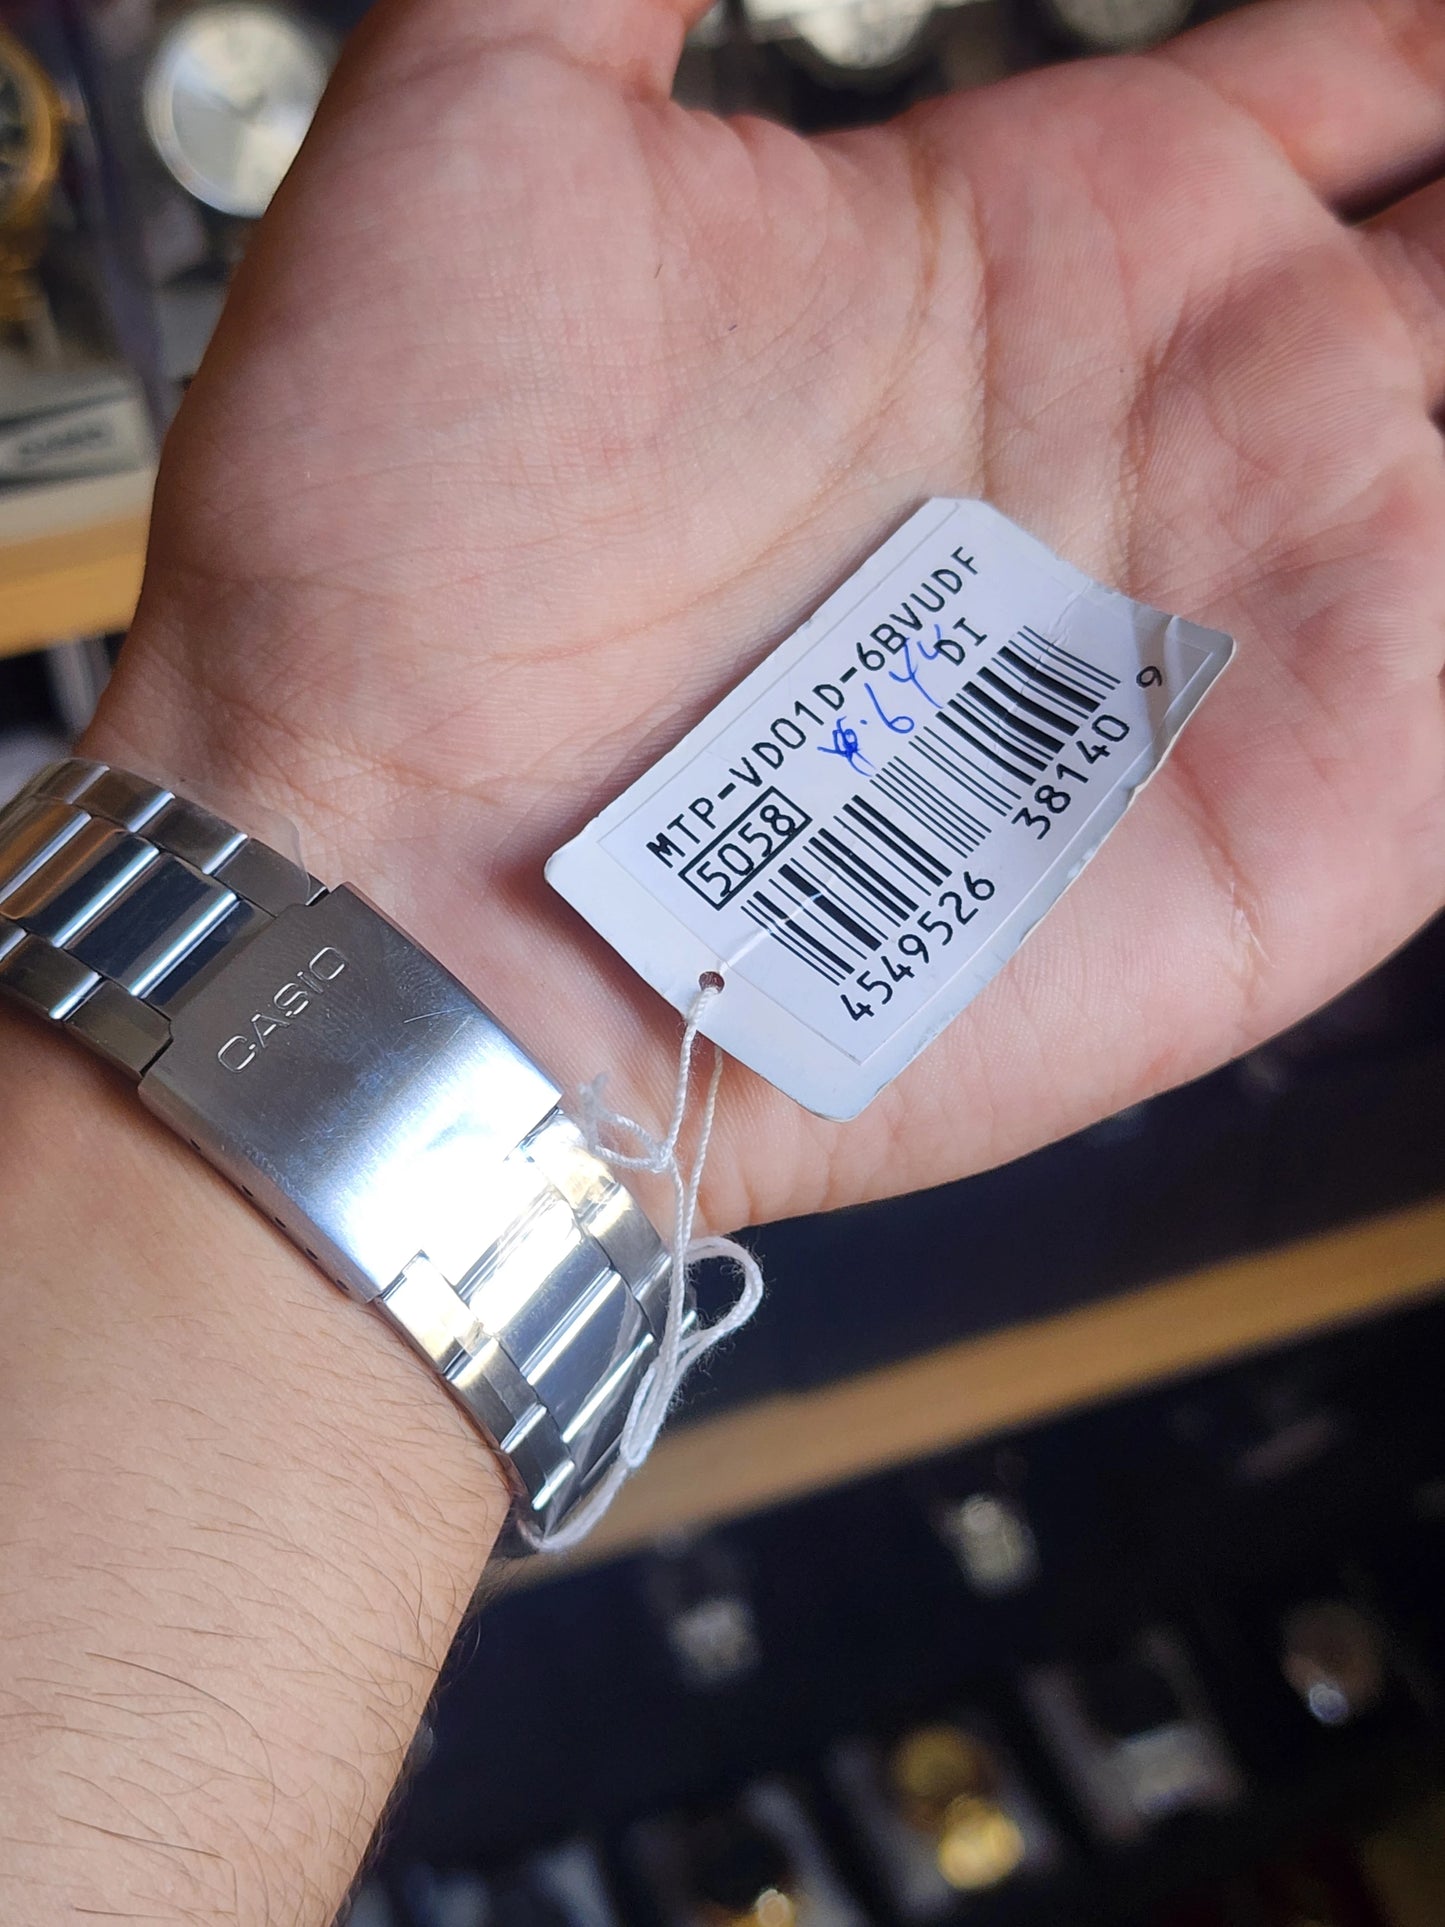 CASIO
MTP-VD01D-6BVUDF
5058
DI
4549526 38140 9